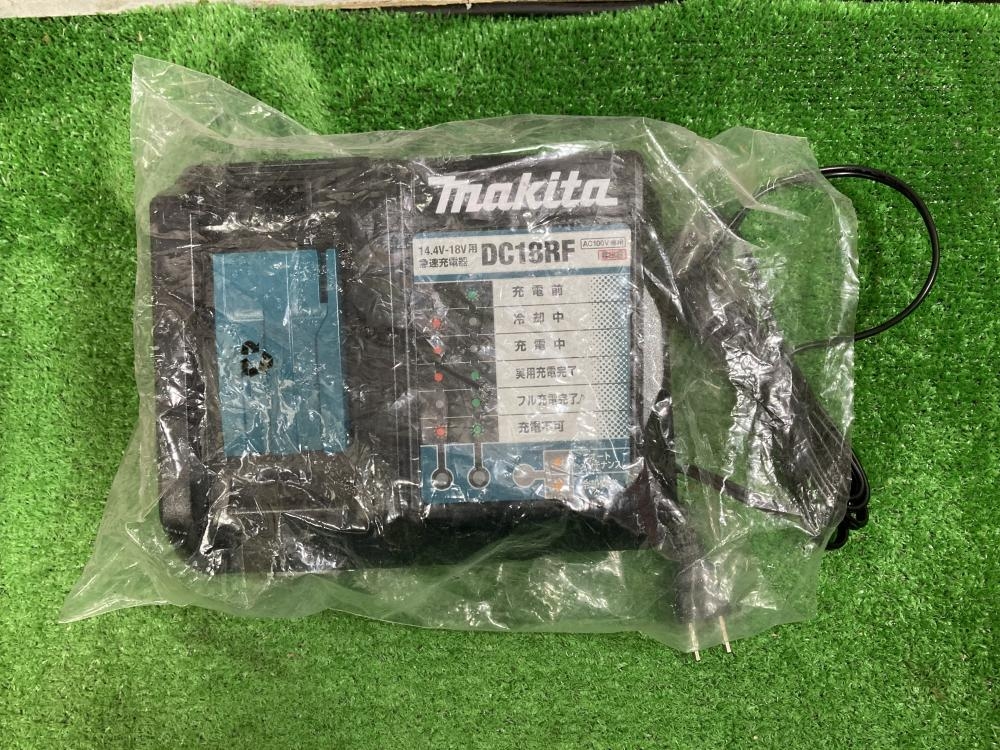 makita
14.4V-18V用
急速充電器
DC18RF
AC100V専用
充電前
冷却中
充電中
実用充電完了
フル充電完了♪
充電不可